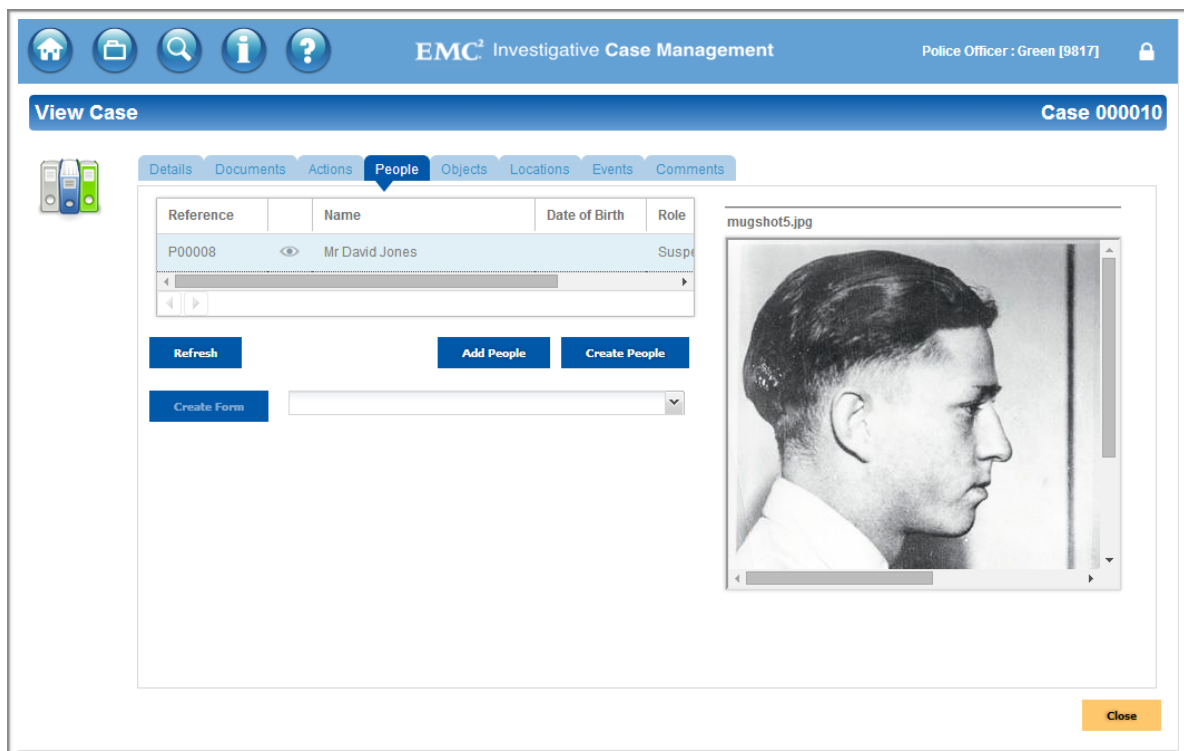 EMC² Investigative Case Management
Police Officer : Green [9817]
View Case
Case 000010
Details Documents Actions People Objects Locations Events Comments
Reference Name Date of Birth Role
P00008 Mr David Jones Suspe
mugshot5.jpg
Refresh Add People Create People
Create Form
Close